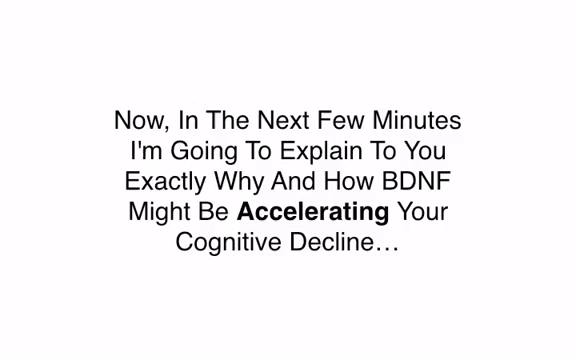 Now, In The Next Few Minutes
I'm Going To Explain To You
Exactly Why And How BDNF
Might Be Accelerating Your
Cognitive Decline…